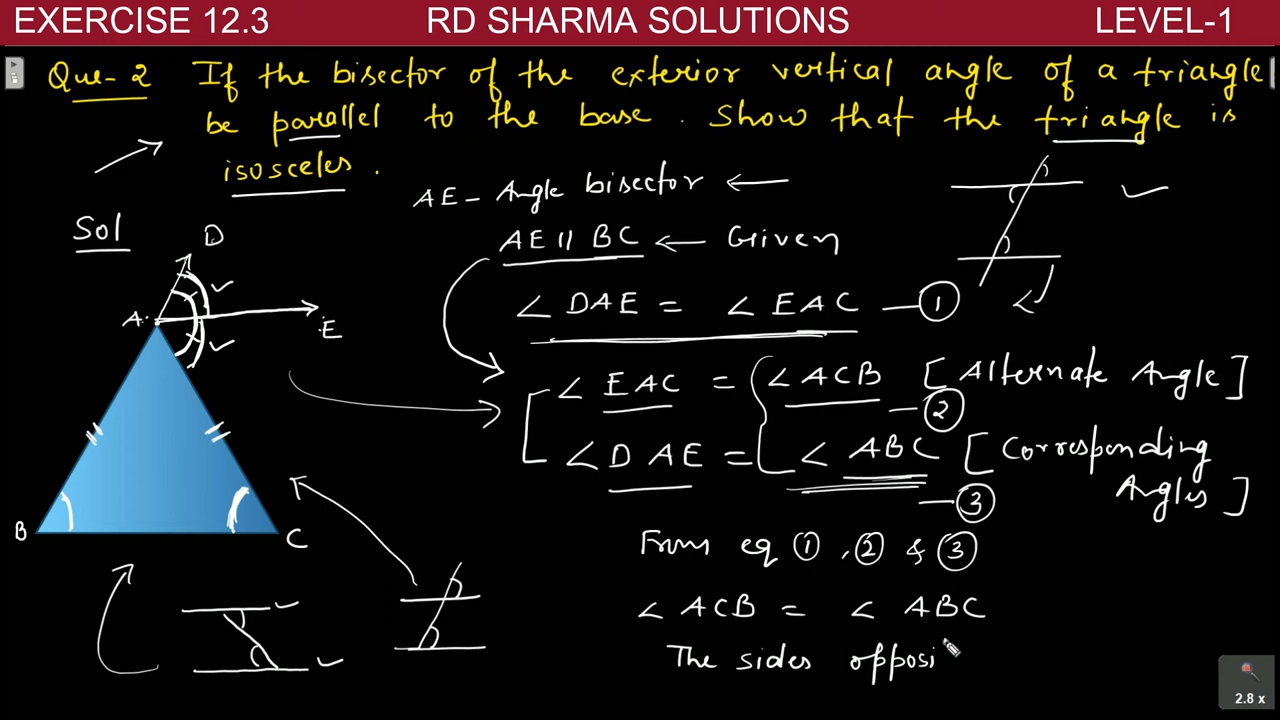 EXERCISE 12.3 RD SHARMA SOLUTIONS LEVEL-1
Que-2 If the bisector of the exterior vertical angle of a triangle
be parallel to the base. Show that the triangle is
isosceles.
AE - Angle bisector ←
Sol
D
AE || BC ← Given
A
E
∠ DAE = ∠ EAC — ①
∠ EAC = ∠ ACB [Alternate Angle]
— ②
∠ DAE = ∠ ABC [Corresponding
Angles]
— ③
B
C
From eq ①, ② & ③
∠ ACB = ∠ ABC
The sides opposi
2.8 x